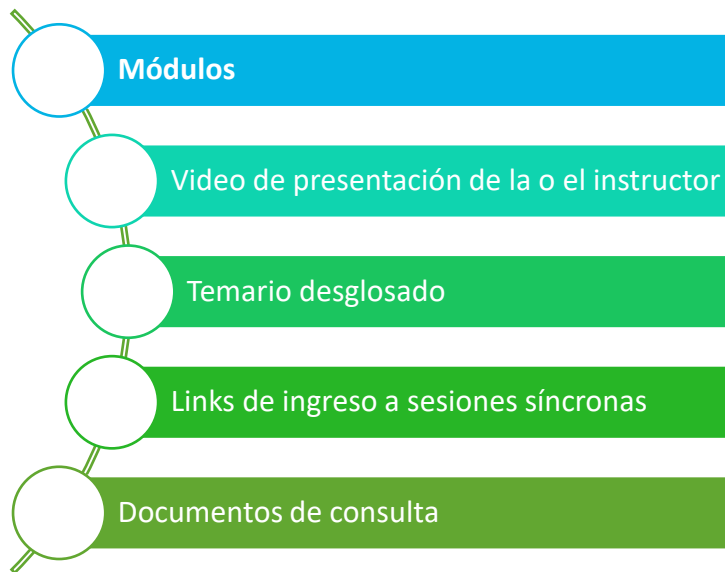 Módulos
Video de presentación de la o el instructor
Temario desglosado
Links de ingreso a sesiones síncronas
Documentos de consulta